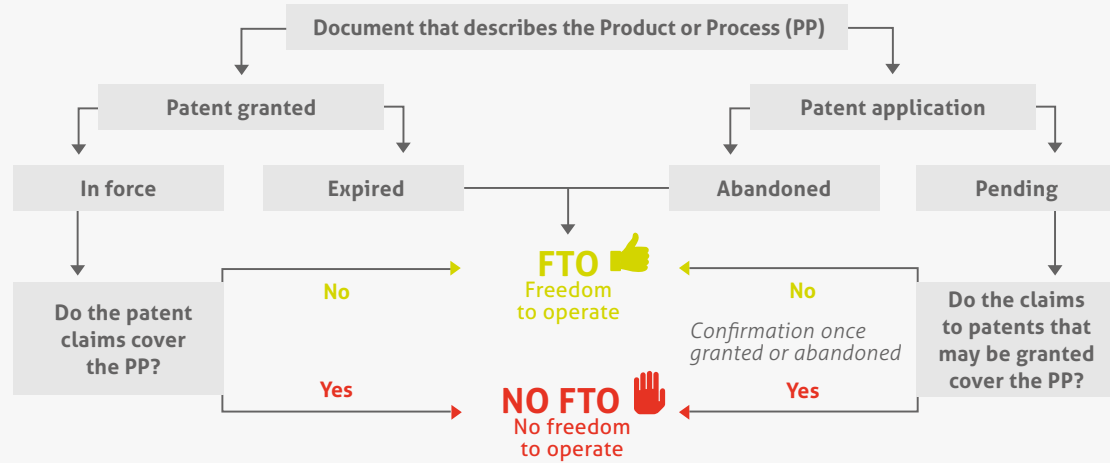 Document that describes the Product or Process (PP)
Patent granted
Patent application
In force
Expired
Abandoned
Pending
FTO
Freedom
to operate
No
No
Do the patent
claims cover
the PP?
Do the claims
to patents that
may be granted
cover the PP?
Confirmation once
granted or abandoned
Yes
Yes
NO FTO
No freedom
to operate